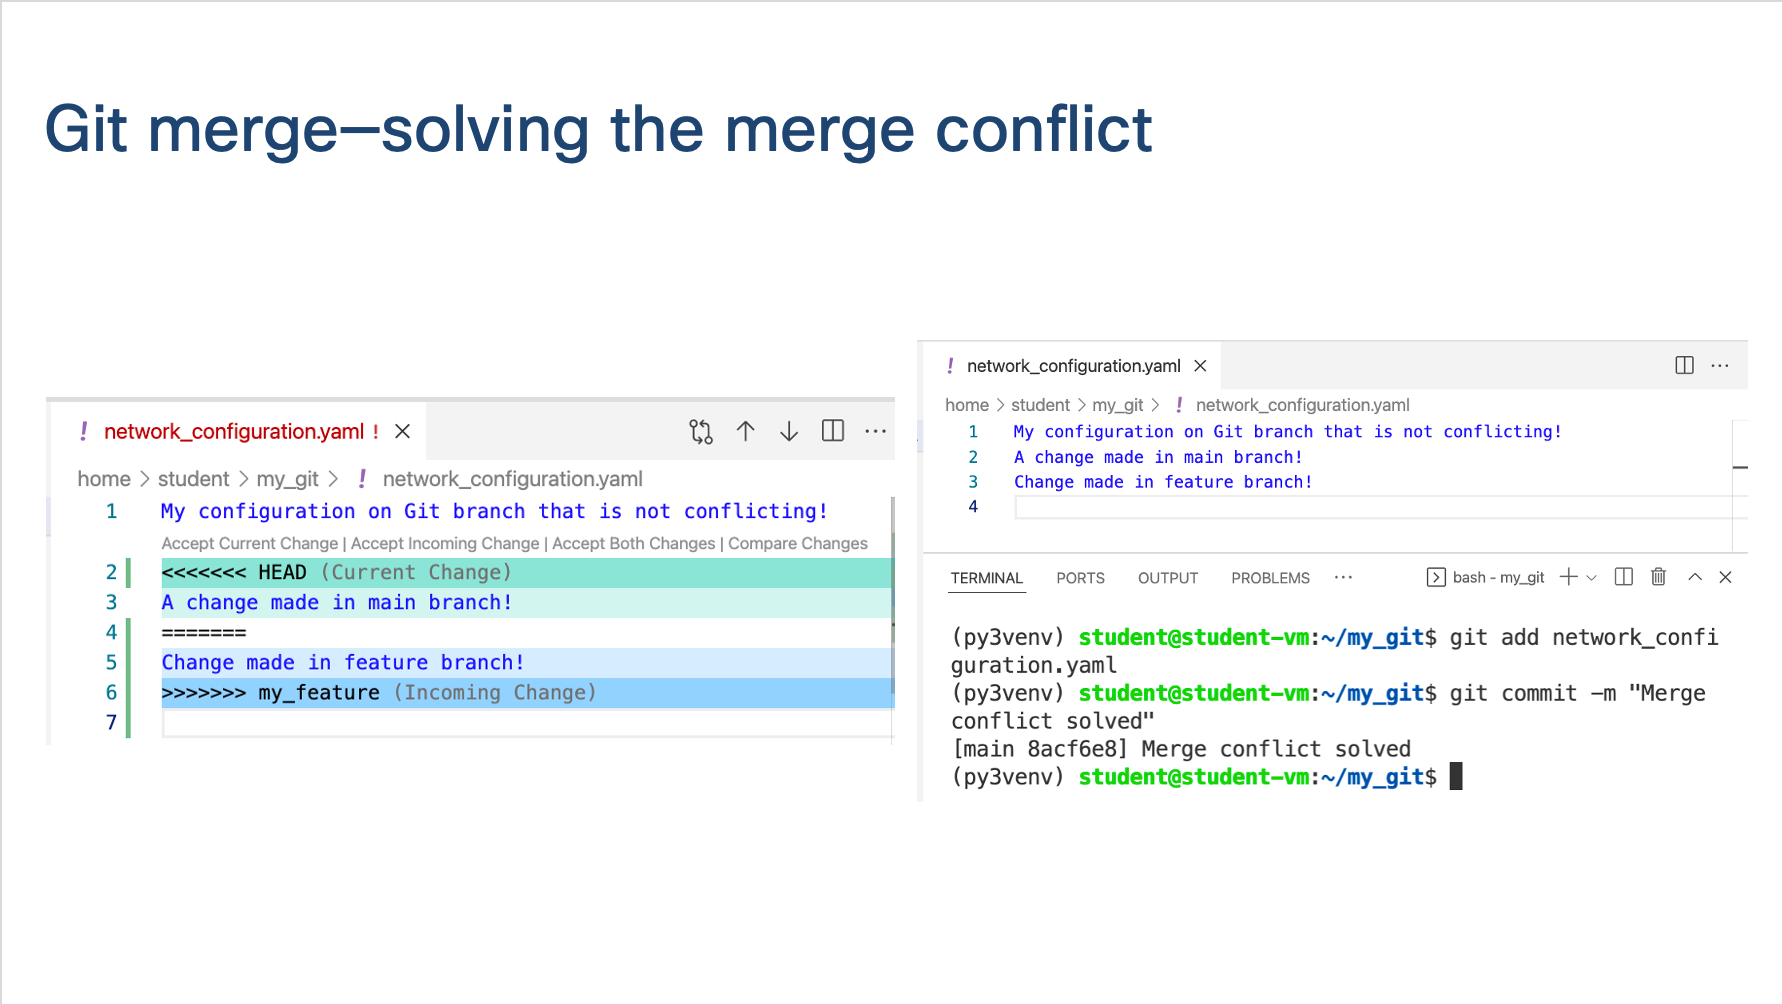 Git merge—solving the merge conflict
! network_configuration.yaml !
home > student > my_git > ! network_configuration.yaml
1 My configuration on Git branch that is not conflicting!
Accept Current Change | Accept Incoming Change | Accept Both Changes | Compare Changes
2 <<<<<<< HEAD (Current Change)
3 A change made in main branch!
4 =======
5 Change made in feature branch!
6 >>>>>>> my_feature (Incoming Change)
7
! network_configuration.yaml
home > student > my_git > ! network_configuration.yaml
1 My configuration on Git branch that is not conflicting!
2 A change made in main branch!
3 Change made in feature branch!
4
TERMINAL PORTS OUTPUT PROBLEMS ··· bash - my_git
(py3venv) student@student-vm:~/my_git$ git add network_confi
guration.yaml
(py3venv) student@student-vm:~/my_git$ git commit -m "Merge
conflict solved"
[main 8acf6e8] Merge conflict solved
(py3venv) student@student-vm:~/my_git$